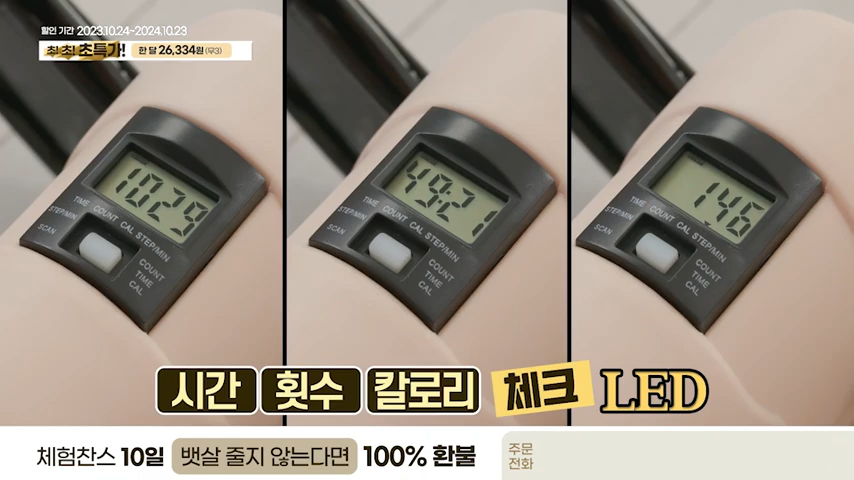 할인 기간 2023.10.24~2024.10.23
최! 최! 초특가! 한 달 26,334원 (무3)
1029
TIME COUNT CAL STEP/MIN
STEP/MIN
SCAN
COUNT
TIME
CAL
49:21
TIME COUNT CAL STEP/MIN
STEP/MIN
SCAN
COUNT
TIME
CAL
146
TIME COUNT CAL STEP/MIN
STEP/MIN
SCAN
COUNT
TIME
CAL
시간 횟수 칼로리 체크 LED
체험찬스 10일 뱃살 줄지 않는다면 100% 환불
주문
전화